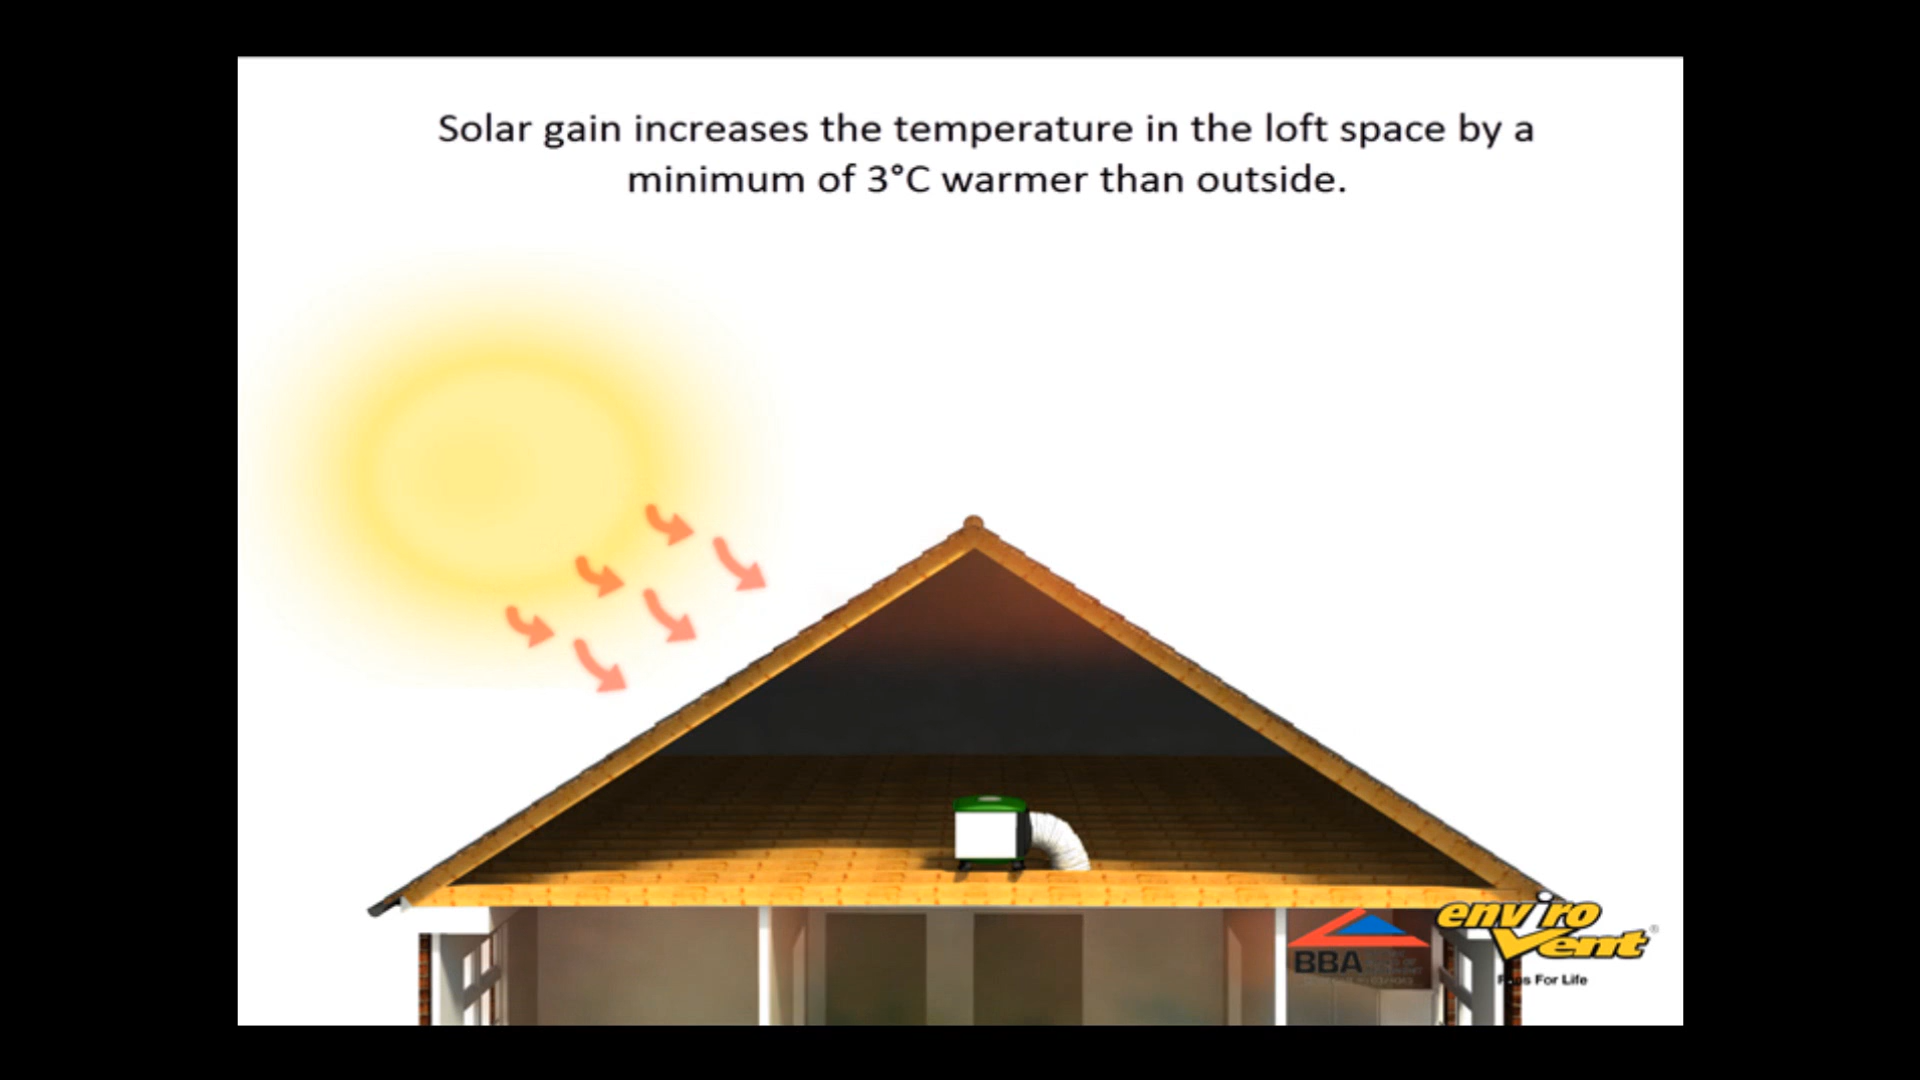 Solar gain increases the temperature in the loft space by a
minimum of 3°C warmer than outside.
enviro
Vent®
BBA
For Life